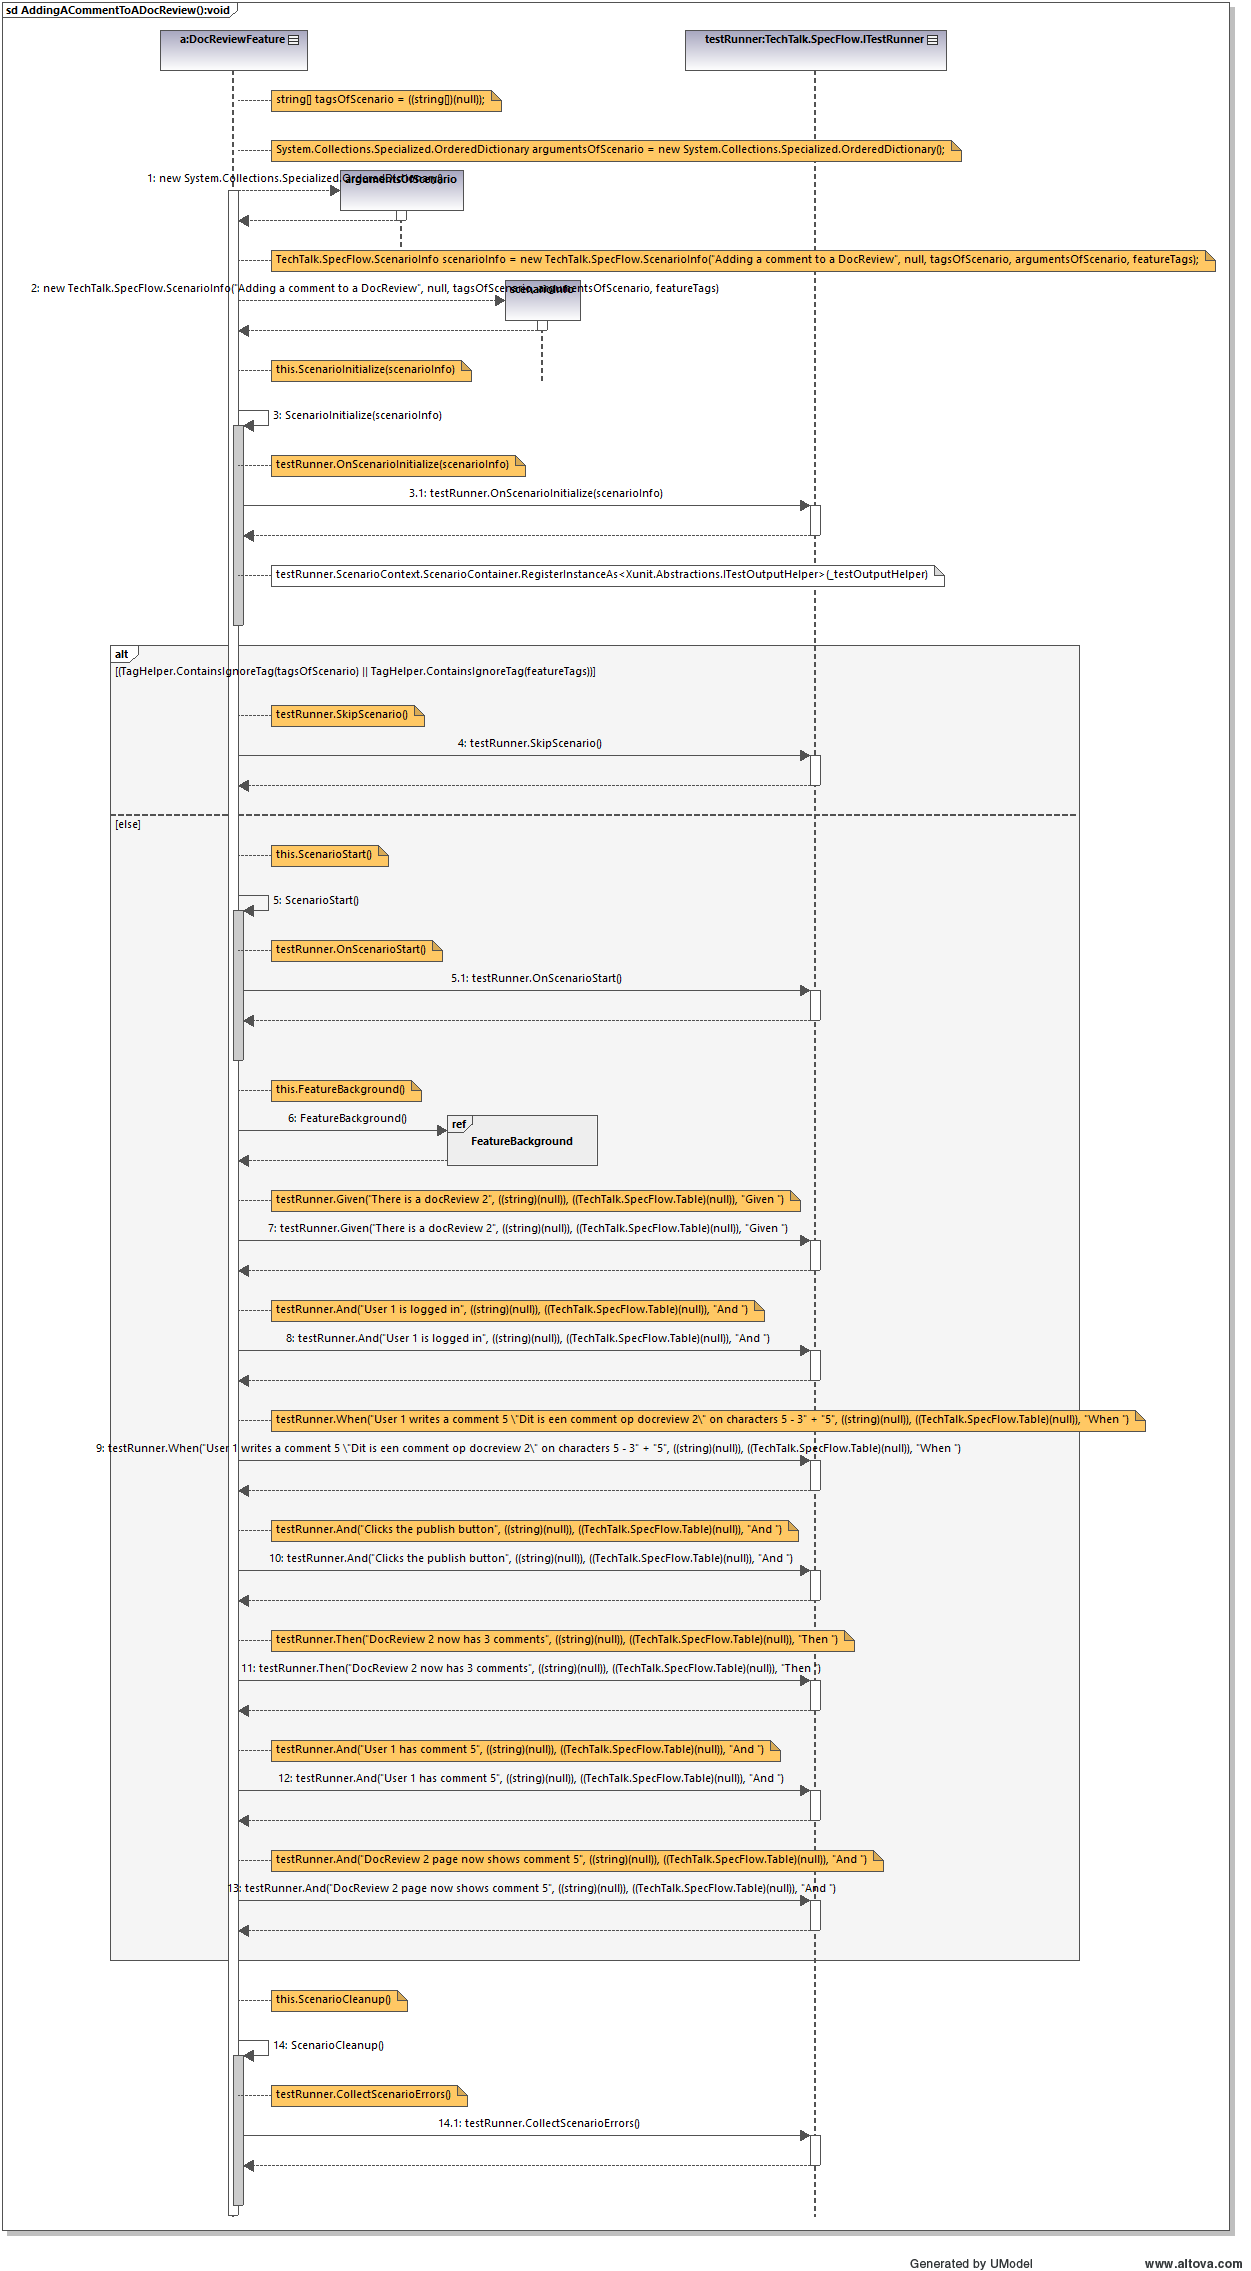 sd AddingACommentToADocReview():void
a:DocReviewFeature
testRunner:TechTalk.SpecFlow.ITestRunner
string[] tagsOfScenario = ((string[])(null));
System.Collections.Specialized.OrderedDictionary argumentsOfScenario = new System.Collections.Specialized.OrderedDictionary();
1: new System.Collections.Specialized.OrderedDictionary()
argumentsOfScenario
TechTalk.SpecFlow.ScenarioInfo scenarioInfo = new TechTalk.SpecFlow.ScenarioInfo("Adding a comment to a DocReview", null, tagsOfScenario, argumentsOfScenario, featureTags);
2: new TechTalk.SpecFlow.ScenarioInfo("Adding a comment to a DocReview", null, tagsOfScenario, argumentsOfScenario, featureTags)
scenarioInfo
this.ScenarioInitialize(scenarioInfo)
3: ScenarioInitialize(scenarioInfo)
testRunner.OnScenarioInitialize(scenarioInfo)
3.1: testRunner.OnScenarioInitialize(scenarioInfo)
testRunner.ScenarioContext.ScenarioContainer.RegisterInstanceAs<Xunit.Abstractions.ITestOutputHelper>(_testOutputHelper)
alt
[(TagHelper.ContainsIgnoreTag(tagsOfScenario) || TagHelper.ContainsIgnoreTag(featureTags))]
testRunner.SkipScenario()
4: testRunner.SkipScenario()
[else]
this.ScenarioStart()
5: ScenarioStart()
testRunner.OnScenarioStart()
5.1: testRunner.OnScenarioStart()
this.FeatureBackground()
6: FeatureBackground()
ref
FeatureBackground
testRunner.Given("There is a docReview 2", ((string)(null)), ((TechTalk.SpecFlow.Table)(null)), "Given ")
7: testRunner.Given("There is a docReview 2", ((string)(null)), ((TechTalk.SpecFlow.Table)(null)), "Given ")
testRunner.And("User 1 is logged in", ((string)(null)), ((TechTalk.SpecFlow.Table)(null)), "And ")
8: testRunner.And("User 1 is logged in", ((string)(null)), ((TechTalk.SpecFlow.Table)(null)), "And ")
testRunner.When("User 1 writes a comment 5 \"Dit is een comment op docreview 2\" on characters 5 - 3" + "5", ((string)(null)), ((TechTalk.SpecFlow.Table)(null)), "When ")
9: testRunner.When("User 1 writes a comment 5 \"Dit is een comment op docreview 2\" on characters 5 - 3" + "5", ((string)(null)), ((TechTalk.SpecFlow.Table)(null)), "When ")
testRunner.And("Clicks the publish button", ((string)(null)), ((TechTalk.SpecFlow.Table)(null)), "And ")
10: testRunner.And("Clicks the publish button", ((string)(null)), ((TechTalk.SpecFlow.Table)(null)), "And ")
testRunner.Then("DocReview 2 now has 3 comments", ((string)(null)), ((TechTalk.SpecFlow.Table)(null)), "Then ")
11: testRunner.Then("DocReview 2 now has 3 comments", ((string)(null)), ((TechTalk.SpecFlow.Table)(null)), "Then ")
testRunner.And("User 1 has comment 5", ((string)(null)), ((TechTalk.SpecFlow.Table)(null)), "And ")
12: testRunner.And("User 1 has comment 5", ((string)(null)), ((TechTalk.SpecFlow.Table)(null)), "And ")
testRunner.And("DocReview 2 page now shows comment 5", ((string)(null)), ((TechTalk.SpecFlow.Table)(null)), "And ")
13: testRunner.And("DocReview 2 page now shows comment 5", ((string)(null)), ((TechTalk.SpecFlow.Table)(null)), "And ")
this.ScenarioCleanup()
14: ScenarioCleanup()
testRunner.CollectScenarioErrors()
14.1: testRunner.CollectScenarioErrors()
Generated by UModel
www.altova.com